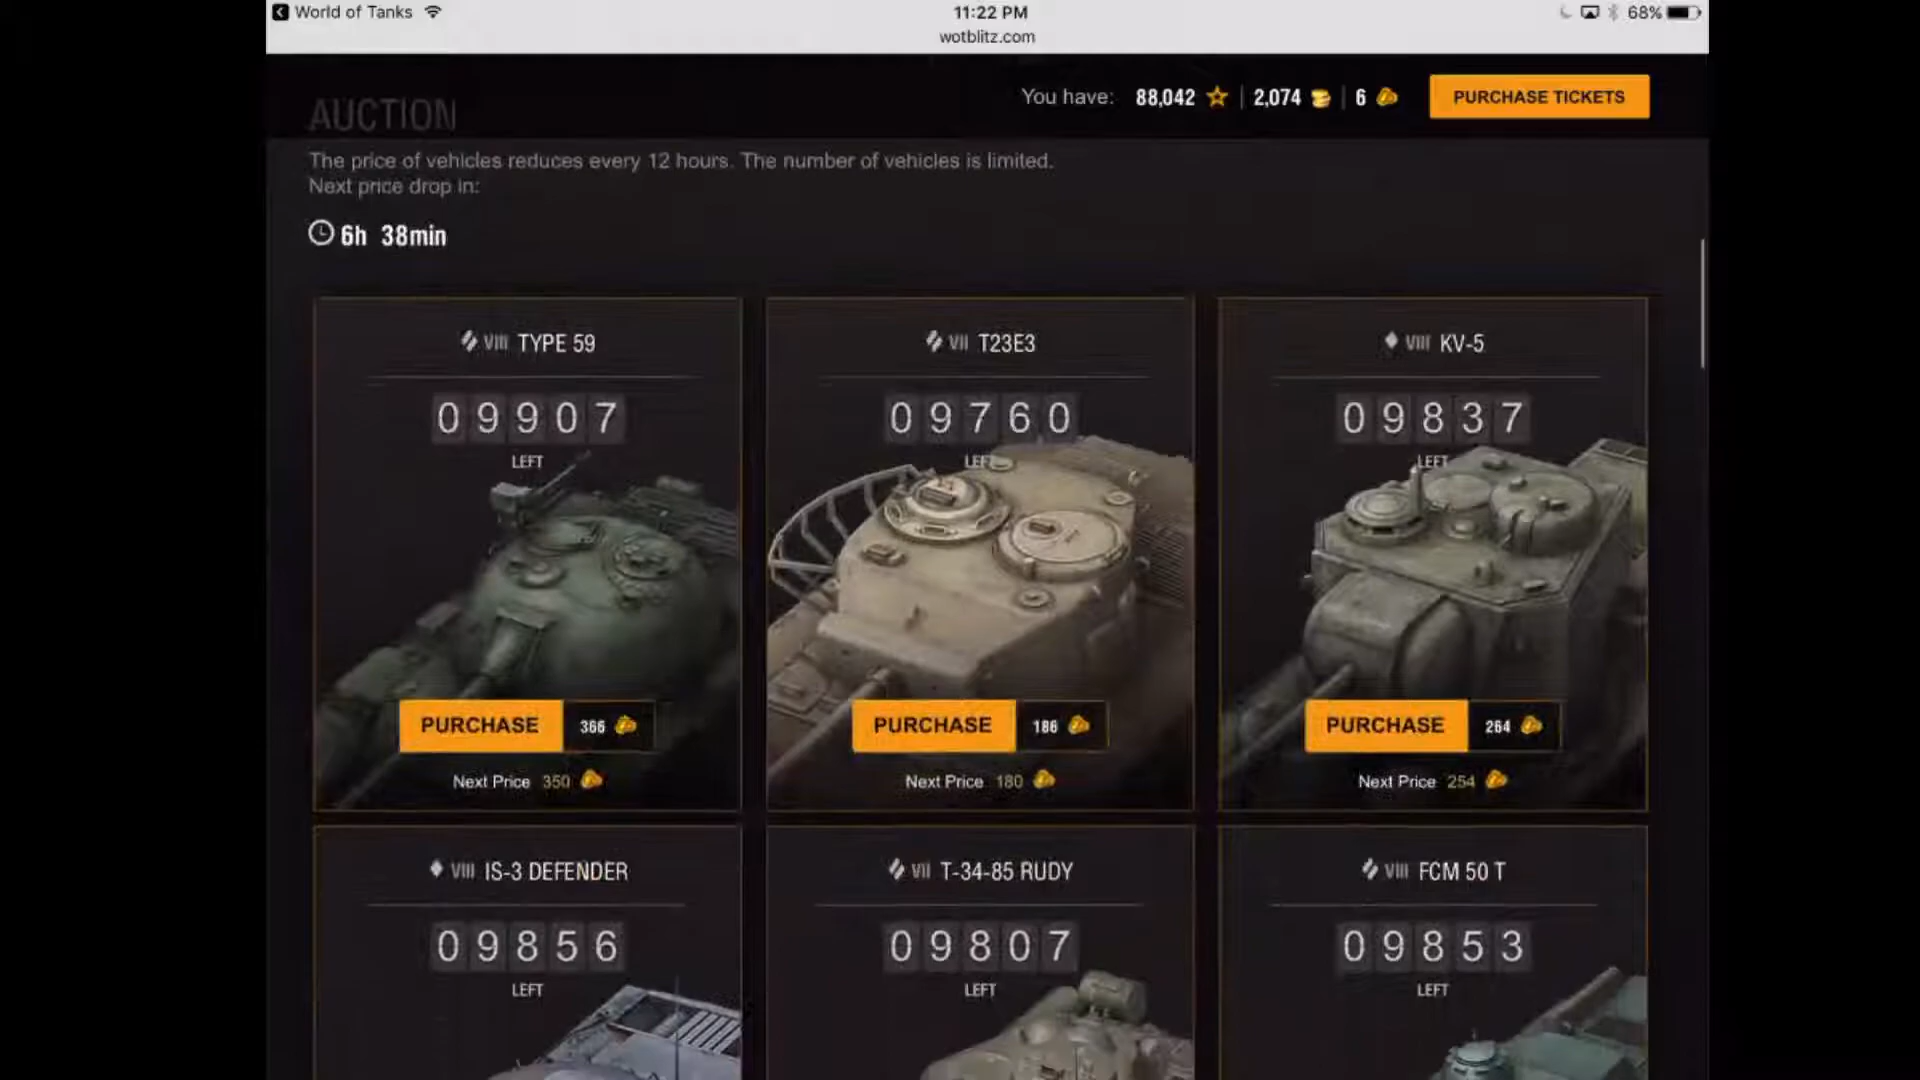 World of Tanks
11:22 PM
68%
wotblitz.com
AUCTION
You have: 88,042 2,074 6
PURCHASE TICKETS
The price of vehicles reduces every 12 hours. The number of vehicles is limited.
Next price drop in:
6h 38min
VIII TYPE 59
09907
LEFT
PURCHASE 366
Next Price 350
VII T23E3
09760
LEFT
PURCHASE 186
Next Price 180
VIII KV-5
09837
LEFT
PURCHASE 264
Next Price 254
VIII IS-3 DEFENDER
09856
LEFT
VII T-34-85 RUDY
09807
LEFT
VIII FCM 50 T
09853
LEFT